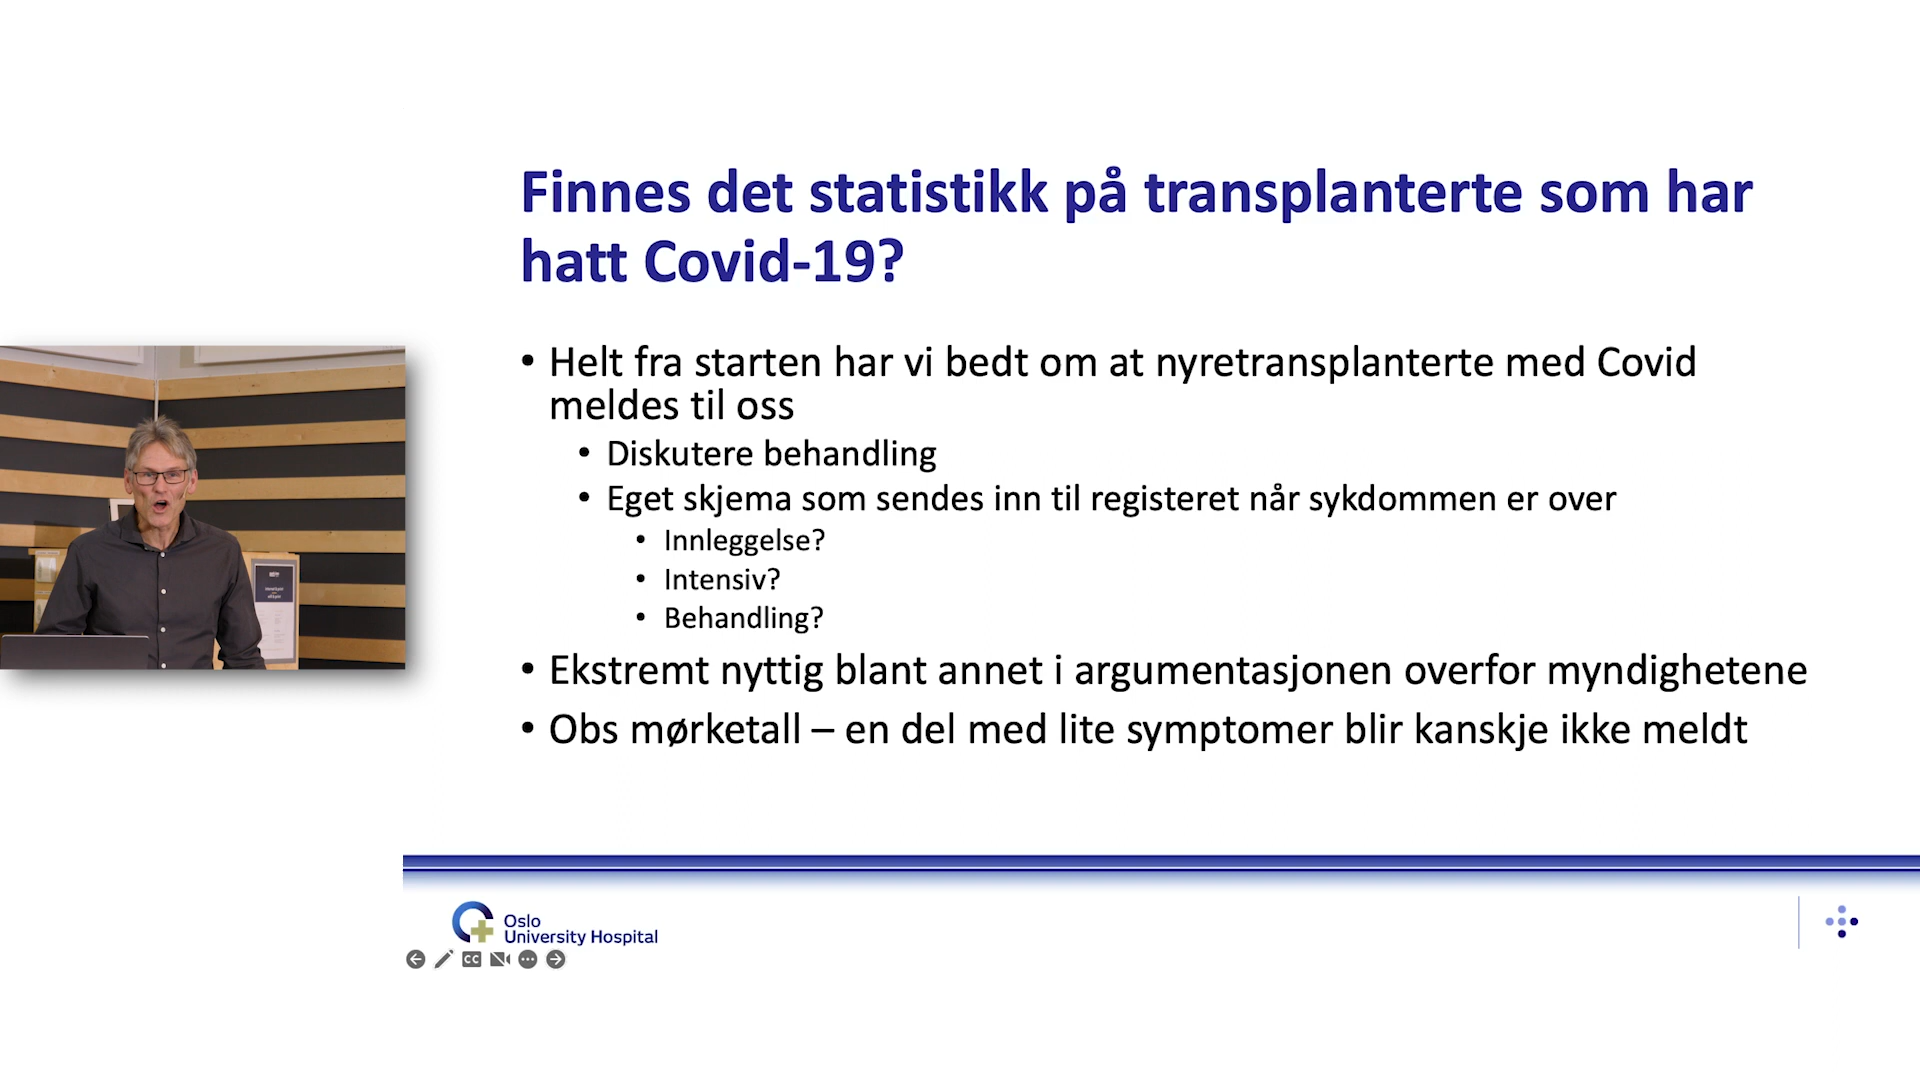 Finnes det statistikk på transplanterte som har
hatt Covid-19?
• Helt fra starten har vi bedt om at nyretransplanterte med Covid
meldes til oss
• Diskutere behandling
• Eget skjema som sendes inn til registeret når sykdommen er over
• Innleggelse?
• Intensiv?
• Behandling?
• Ekstremt nyttig blant annet i argumentasjonen overfor myndighetene
• Obs mørketall – en del med lite symptomer blir kanskje ikke meldt
Oslo
University Hospital
CC